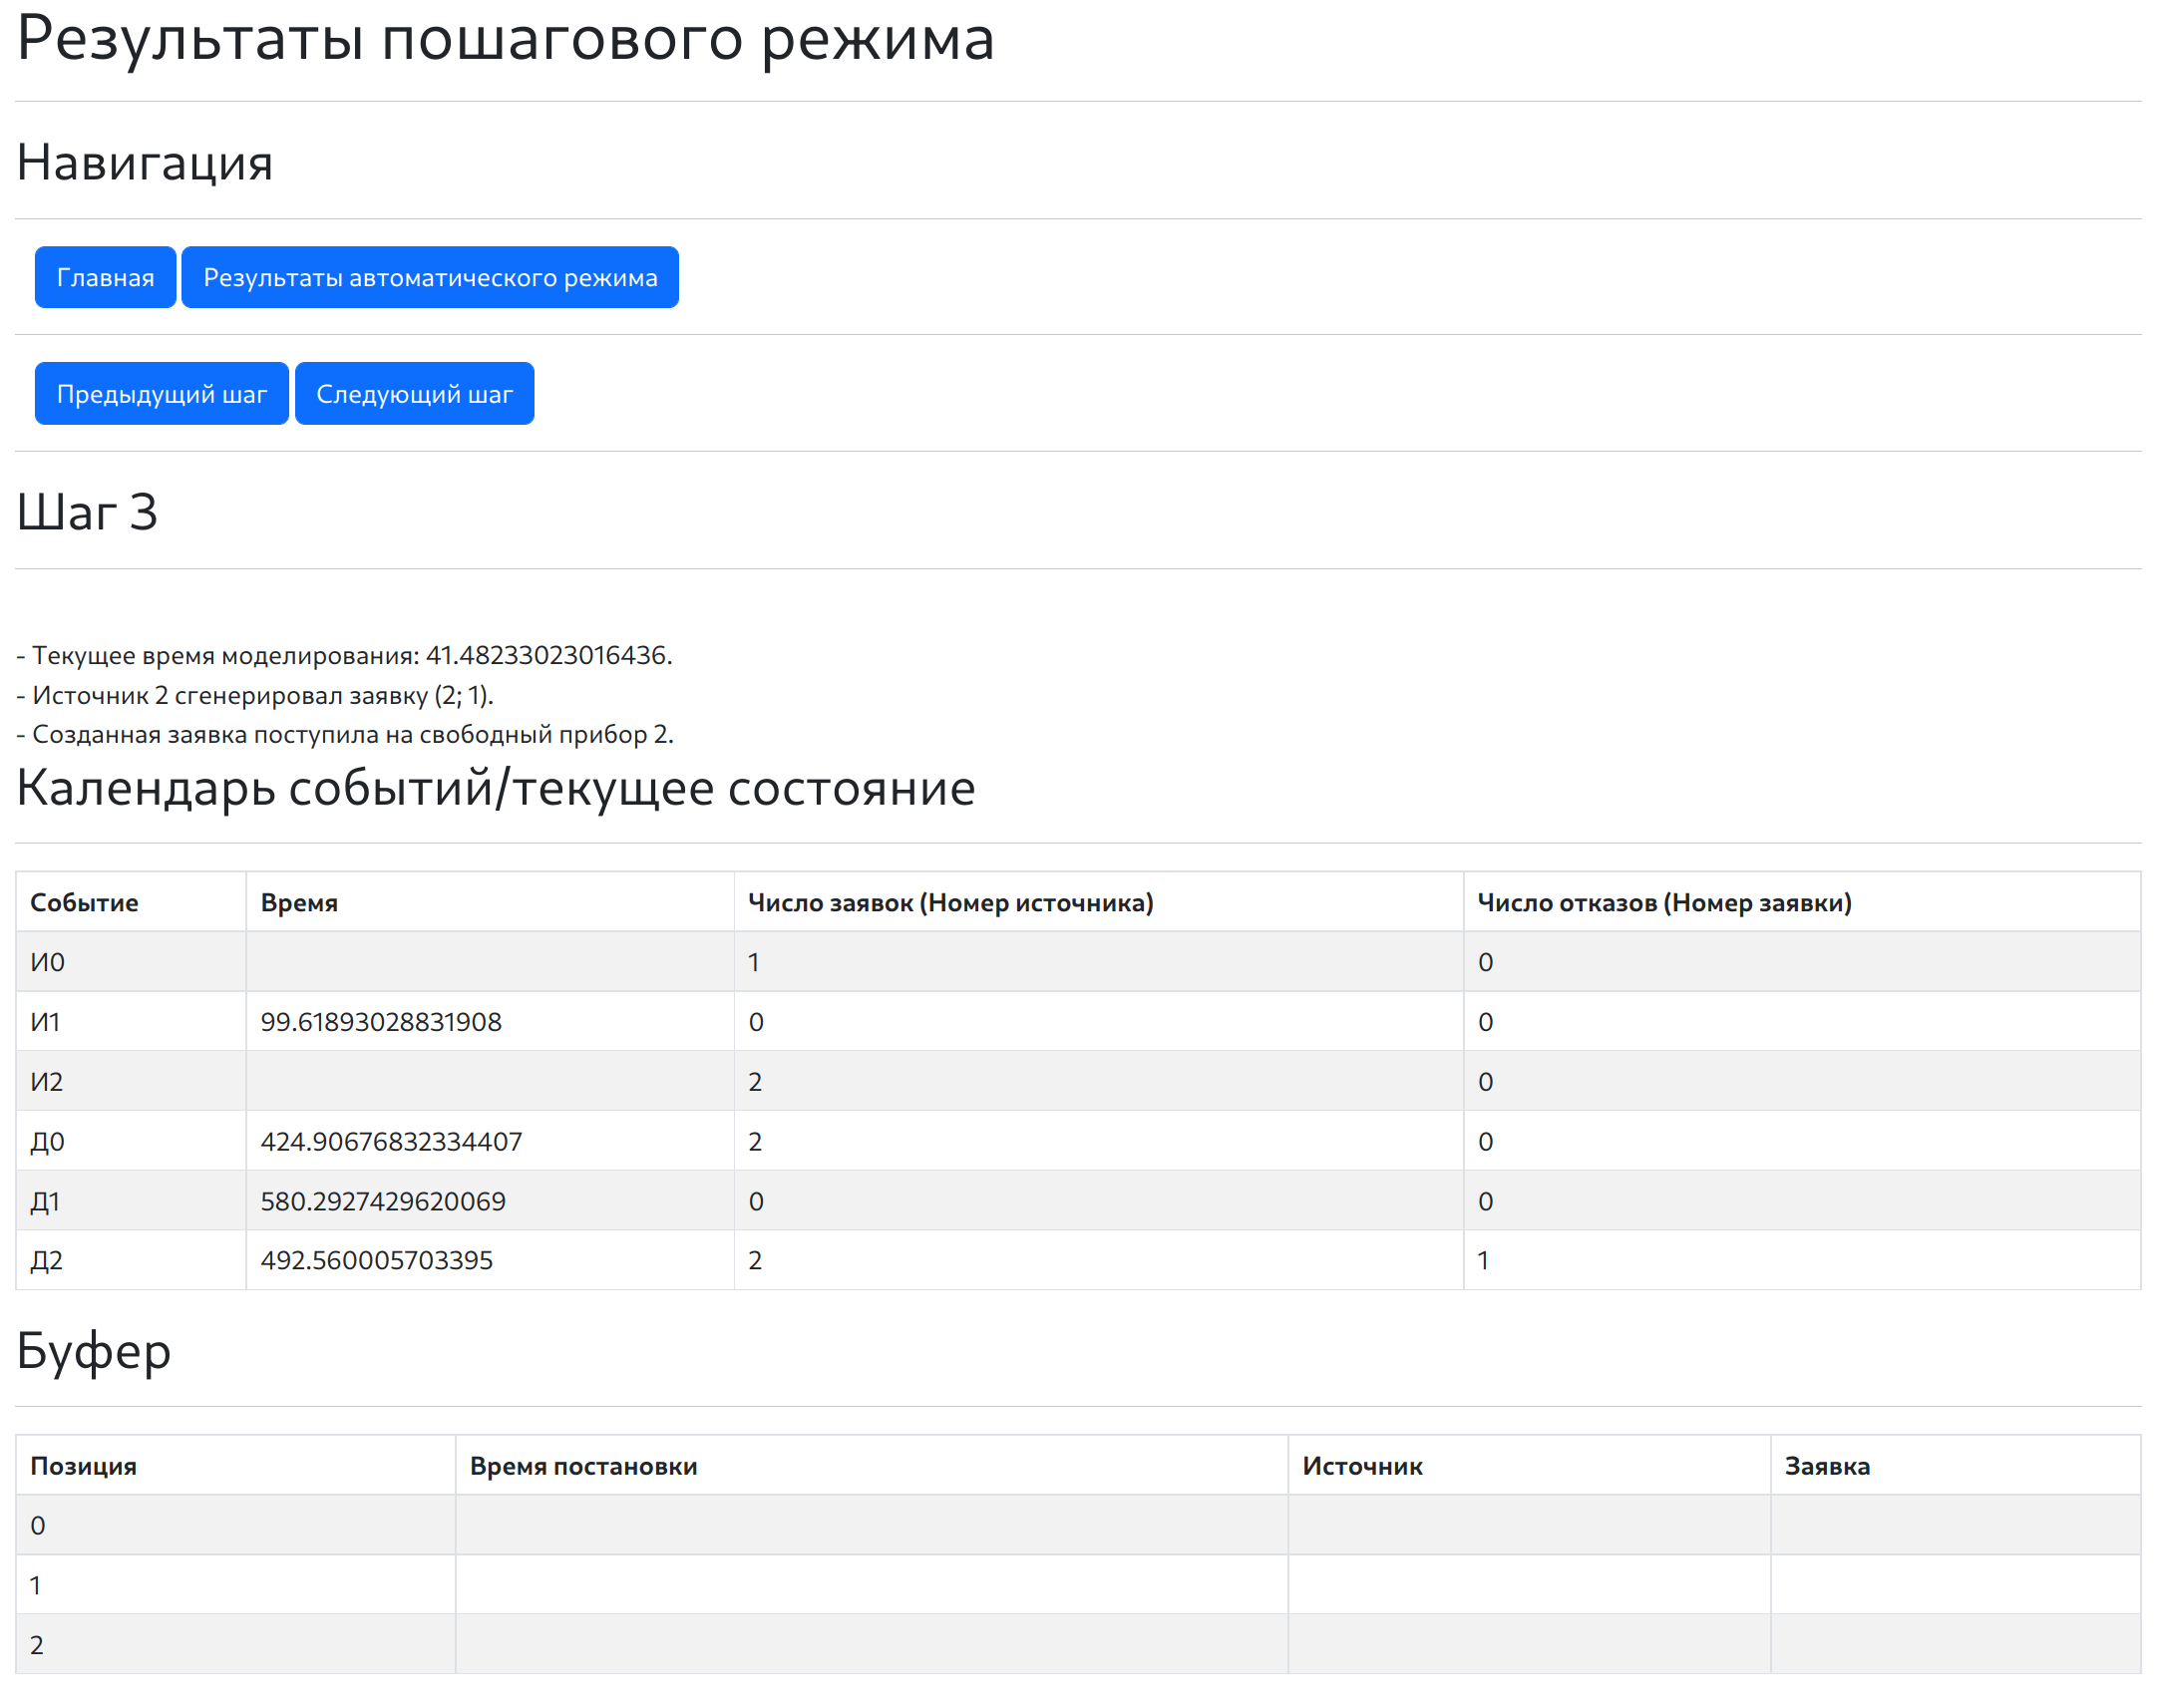 Результаты пошагового режима
Навигация
Главная Результаты автоматического режима
Предыдущий шаг Следующий шаг
Шаг 3
- Текущее время моделирования: 41.48233023016436.
- Источник 2 сгенерировал заявку (2; 1).
- Созданная заявка поступила на свободный прибор 2.
Календарь событий/текущее состояние
Событие Время Число заявок (Номер источника) Число отказов (Номер заявки)
И0 1 0
И1 99.61893028831908 0 0
И2 2 0
Д0 424.90676832334407 2 0
Д1 580.2927429620069 0 0
Д2 492.560005703395 2 1
Буфер
Позиция Время постановки Источник Заявка
0
1
2